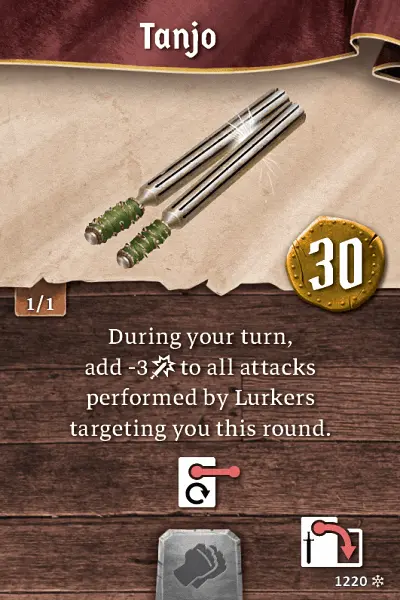 Tanjo
30
1/1
During your turn,
add -3 to all attacks
performed by Lurkers
targeting you this round.
1220